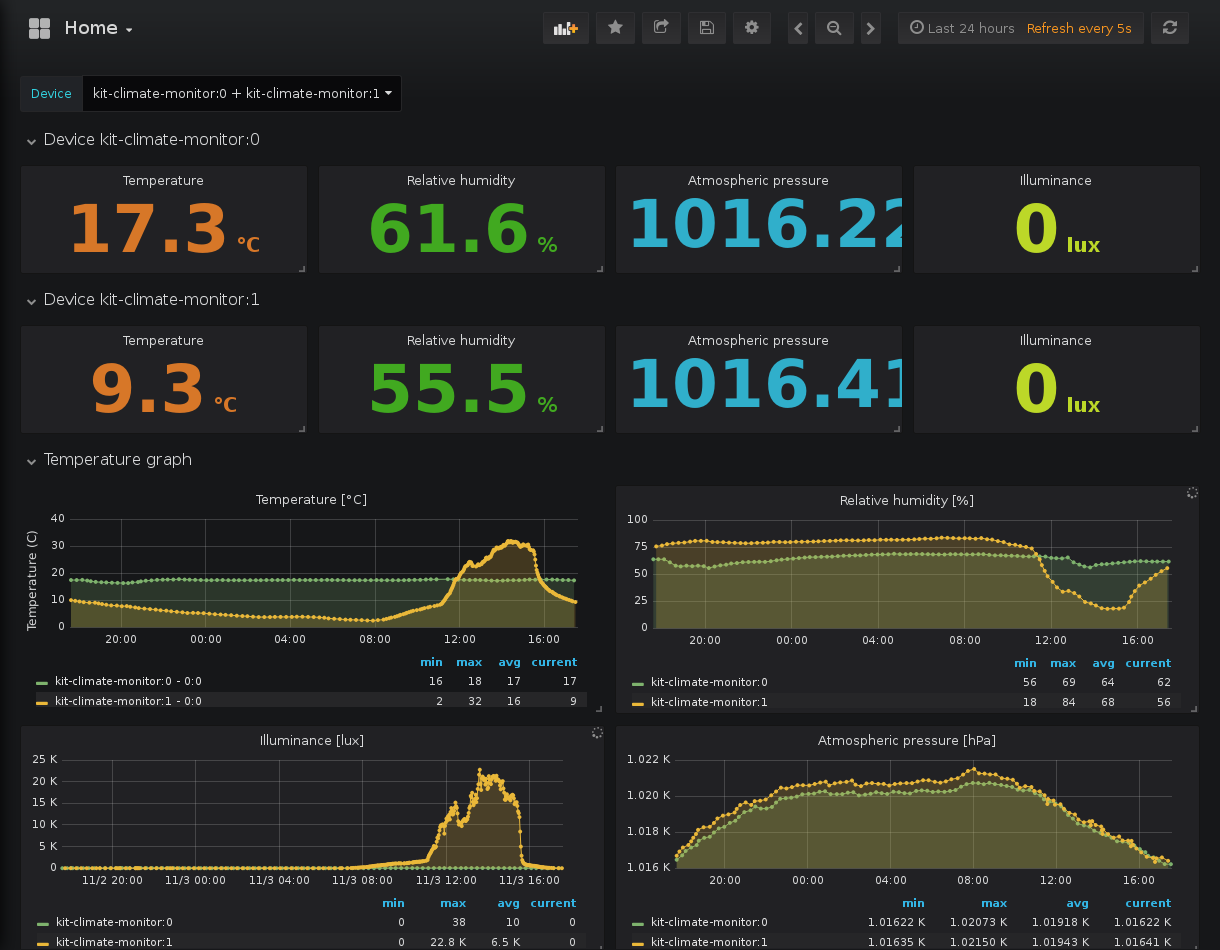 Home
Last 24 hours Refresh every 5s
Device kit-climate-monitor:0 + kit-climate-monitor:1
Device kit-climate-monitor:0
Temperature Relative humidity Atmospheric pressure Illuminance
17.3 °C 61.6 % 1016.22 0 lux
Device kit-climate-monitor:1
Temperature Relative humidity Atmospheric pressure Illuminance
9.3 °C 55.5 % 1016.41 0 lux
Temperature graph
Temperature [°C]
Temperature (C)
40
30
20
10
0
20:00 00:00 04:00 08:00 12:00 16:00
min max avg current
kit-climate-monitor:0 - 0:0 16 18 17 17
kit-climate-monitor:1 - 0:0 2 32 16 9
Relative humidity [%]
100
75
50
25
0
20:00 00:00 04:00 08:00 12:00 16:00
min max avg current
kit-climate-monitor:0 56 69 64 62
kit-climate-monitor:1 18 84 68 56
Illuminance [lux]
25 K
20 K
15 K
10 K
5 K
0
11/2 20:00 11/3 00:00 11/3 04:00 11/3 08:00 11/3 12:00 11/3 16:00
min max avg current
kit-climate-monitor:0 0 38 10 0
kit-climate-monitor:1 0 22.8 K 6.5 K 0
Atmospheric pressure [hPa]
1.022 K
1.020 K
1.018 K
1.016 K
20:00 00:00 04:00 08:00 12:00 16:00
min max avg current
kit-climate-monitor:0 1.01622 K 1.02073 K 1.01918 K 1.01622 K
kit-climate-monitor:1 1.01635 K 1.02150 K 1.01943 K 1.01641 K